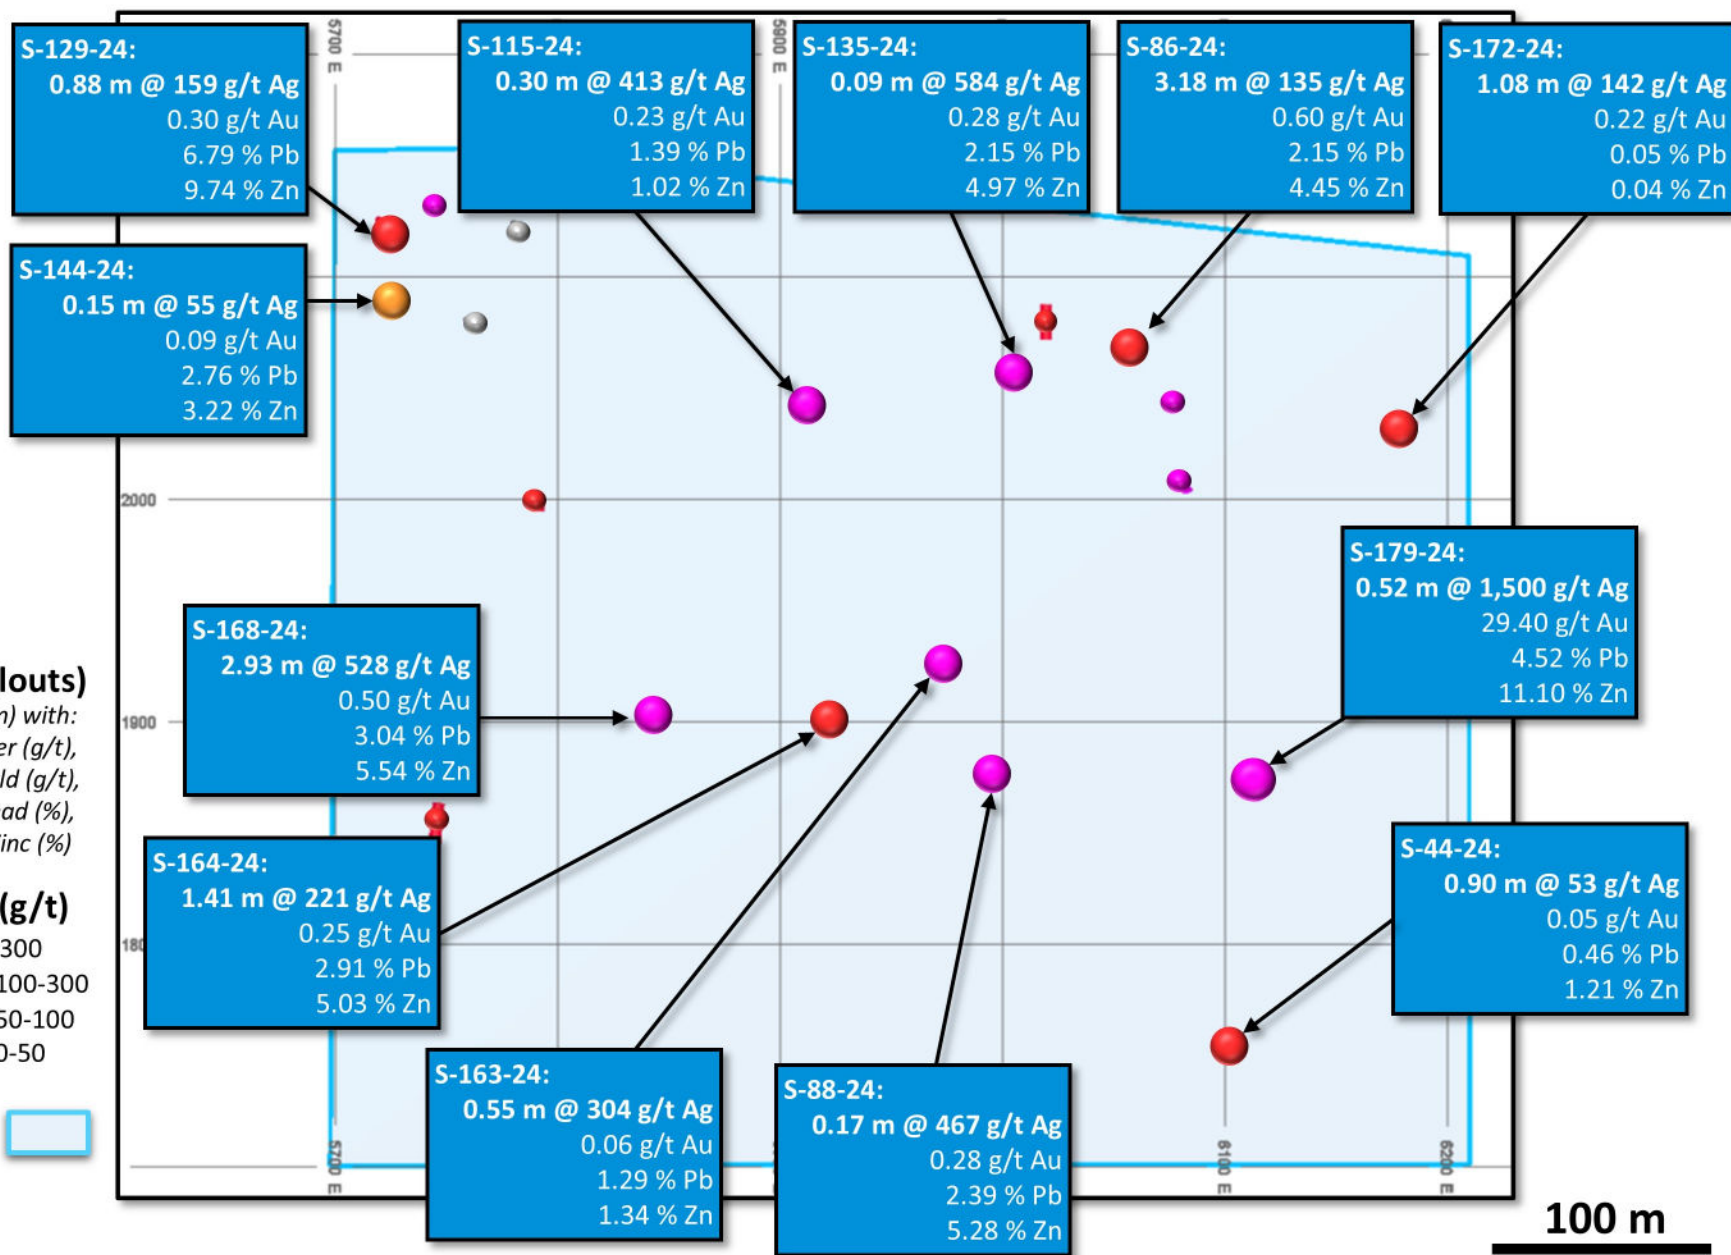 S-129-24:
0.88 m @ 159 g/t Ag
0.30 g/t Au
6.79 % Pb
9.74 % Zn
S-115-24:
0.30 m @ 413 g/t Ag
0.23 g/t Au
1.39 % Pb
1.02 % Zn
S-135-24:
0.09 m @ 584 g/t Ag
0.28 g/t Au
2.15 % Pb
4.97 % Zn
S-86-24:
3.18 m @ 135 g/t Ag
0.60 g/t Au
2.15 % Pb
4.45 % Zn
S-172-24:
1.08 m @ 142 g/t Ag
0.22 g/t Au
0.05 % Pb
0.04 % Zn
5700 E
5900 E
S-144-24:
0.15 m @ 55 g/t Ag
0.09 g/t Au
2.76 % Pb
3.22 % Zn
2000
S-179-24:
0.52 m @ 1,500 g/t Ag
29.40 g/t Au
4.52 % Pb
11.10 % Zn
S-168-24:
2.93 m @ 528 g/t Ag
0.50 g/t Au
3.04 % Pb
5.54 % Zn
1900
louts)
) with:
er (g/t),
ld (g/t),
ad (%),
inc (%)
S-164-24:
1.41 m @ 221 g/t Ag
0.25 g/t Au
2.91 % Pb
5.03 % Zn
S-44-24:
0.90 m @ 53 g/t Ag
0.05 g/t Au
0.46 % Pb
1.21 % Zn
(g/t)
300
100-300
50-100
0-50
180
S-163-24:
0.55 m @ 304 g/t Ag
0.06 g/t Au
1.29 % Pb
1.34 % Zn
S-88-24:
0.17 m @ 467 g/t Ag
0.28 g/t Au
2.39 % Pb
5.28 % Zn
5700 E
6100 E
6200 E
100 m